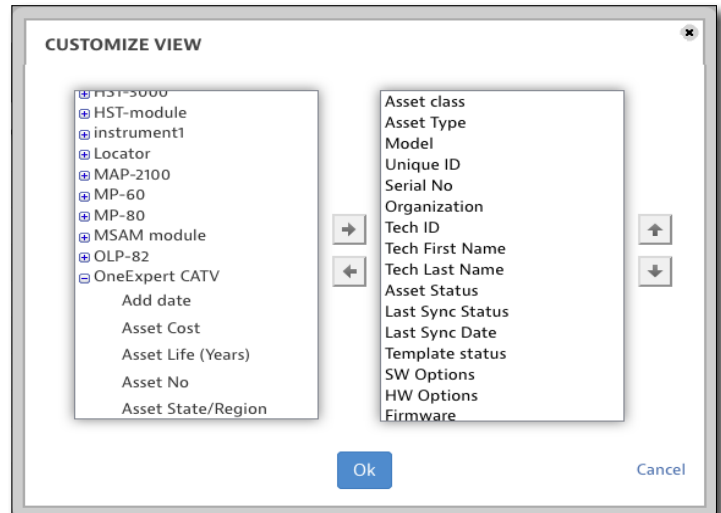 CUSTOMIZE VIEW
HST-3000
HST-module
instrument1
Locator
MAP-2100
MP-60
MP-80
MSAM module
OLP-82
OneExpert CATV
Add date
Asset Cost
Asset Life (Years)
Asset No
Asset State/Region
Asset class
Asset Type
Model
Unique ID
Serial No
Organization
Tech ID
Tech First Name
Tech Last Name
Asset Status
Last Sync Status
Last Sync Date
Template status
SW Options
HW Options
Firmware
Ok
Cancel